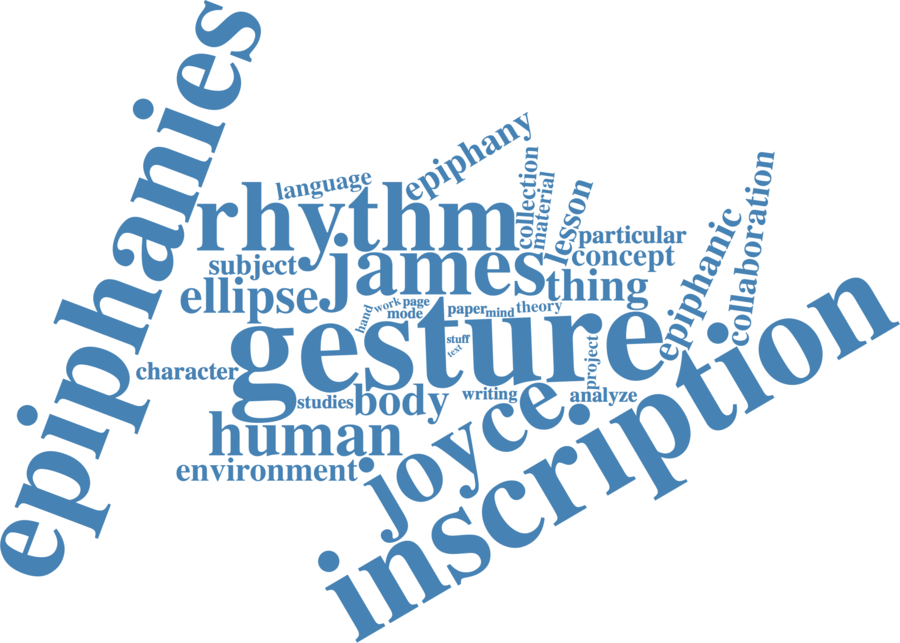 epiphanies
language
epiphany
rhythm
collection
material
lesson
particular
concept
subject
james
thing
epiphanic
collaboration
ellipse
hand
work
page
mode
paper
mind
theory
gesture
stuff
text
project
inscription
character
studies
body
writing
analyze
joyce
human
environment